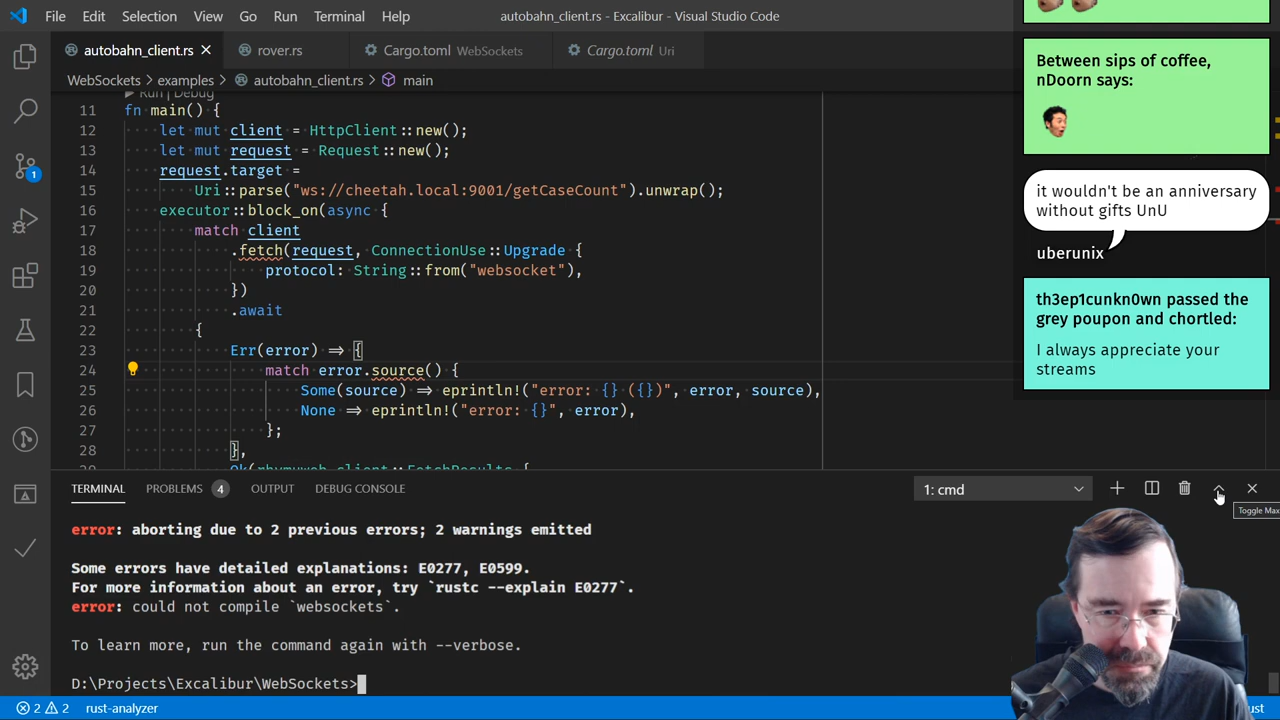 File Edit Selection View Go Run Terminal Help
autobahn_client.rs - Excalibur - Visual Studio Code
autobahn_client.rs
rover.rs
Cargo.toml WebSockets
Cargo.toml Uri
WebSockets > examples > autobahn_client.rs > main
Run | Debug
11 fn main() {
12 let mut client = HttpClient::new();
13 let mut request = Request::new();
14 request.target =
15 Uri::parse("ws://cheetah.local:9001/getCaseCount").unwrap();
16 executor::block_on(async {
17 match client
18 .fetch(request, ConnectionUse::Upgrade {
19 protocol: String::from("websocket"),
20 })
21 .await
22 {
23 Err(error) => {
24 match error.source() {
25 Some(source) => eprintln!("error: {} ({})", error, source),
26 None => eprintln!("error: {}", error),
27 };
28 },
29 Ok(rhymuweb_client::FetchResults {
Between sips of coffee,
nDoorn says:
it wouldn't be an anniversary
without gifts UnU
uberunix
th3ep1cunkn0wn passed the
grey poupon and chortled:
I always appreciate your
streams
1
TERMINAL PROBLEMS 4 OUTPUT DEBUG CONSOLE
1: cmd
Toggle Max
error: aborting due to 2 previous errors; 2 warnings emitted
Some errors have detailed explanations: E0277, E0599.
For more information about an error, try `rustc --explain E0277`.
error: could not compile `websockets`.
To learn more, run the command again with --verbose.
D:\Projects\Excalibur\WebSockets>
2 2 rust-analyzer